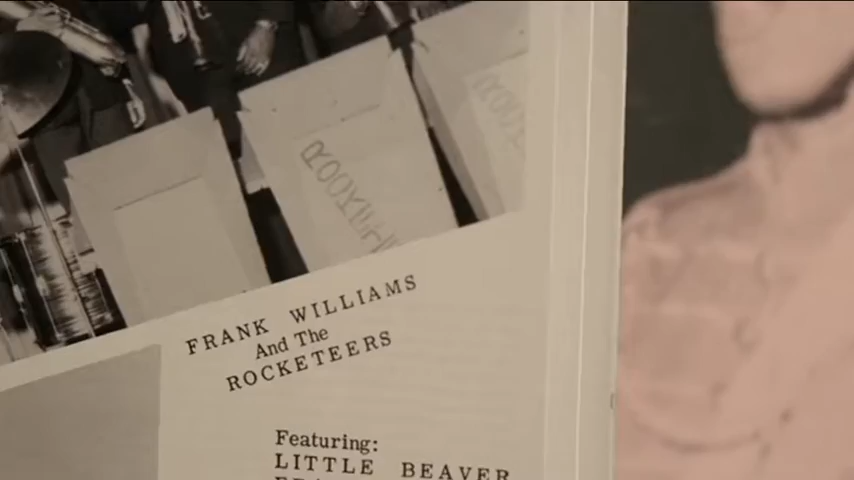 FRANK WILLIAMS
And The
ROCKETEERS
Featuring:
LITTLE BEAVER